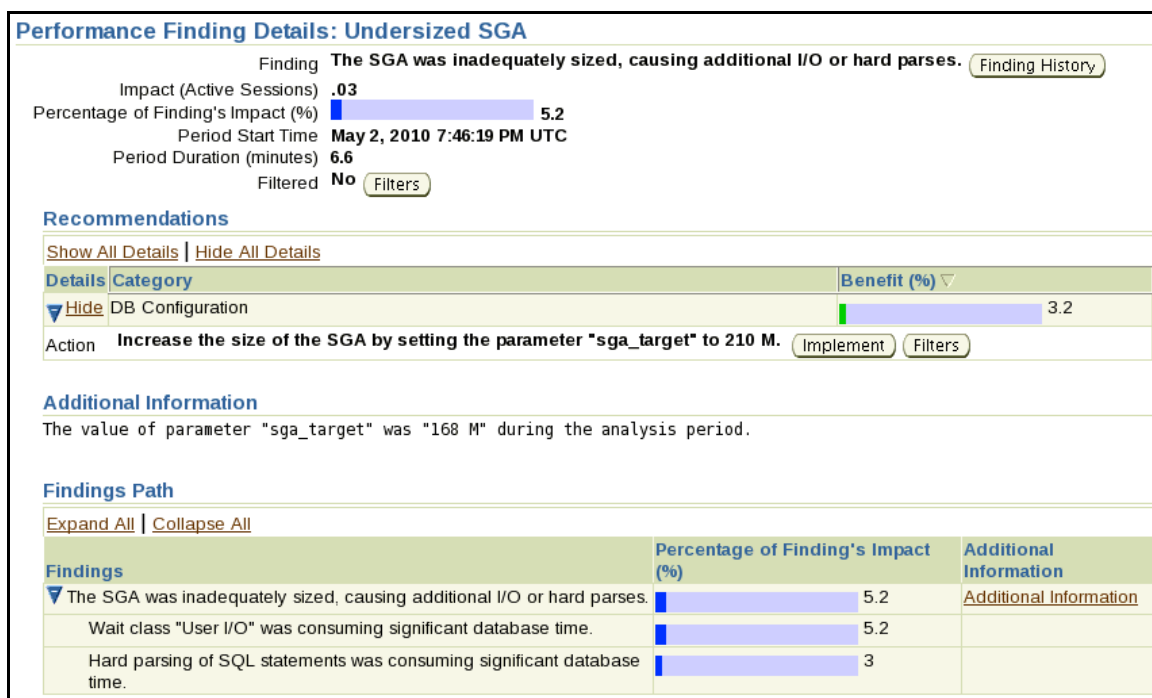 Performance Finding Details: Undersized SGA
Finding The SGA was inadequately sized, causing additional I/O or hard parses. Finding History
Impact (Active Sessions) .03
Percentage of Finding's Impact (%) 5.2
Period Start Time May 2, 2010 7:46:19 PM UTC
Period Duration (minutes) 6.6
Filtered No Filters
Recommendations
Show All Details | Hide All Details
Details Category Benefit (%)
Hide DB Configuration 3.2
Action Increase the size of the SGA by setting the parameter "sga_target" to 210 M. Implement Filters
Additional Information
The value of parameter "sga_target" was "168 M" during the analysis period.
Findings Path
Expand All | Collapse All
Findings Percentage of Finding's Impact (%) Additional Information
The SGA was inadequately sized, causing additional I/O or hard parses. 5.2 Additional Information
Wait class "User I/O" was consuming significant database time. 5.2
Hard parsing of SQL statements was consuming significant database 3
time.